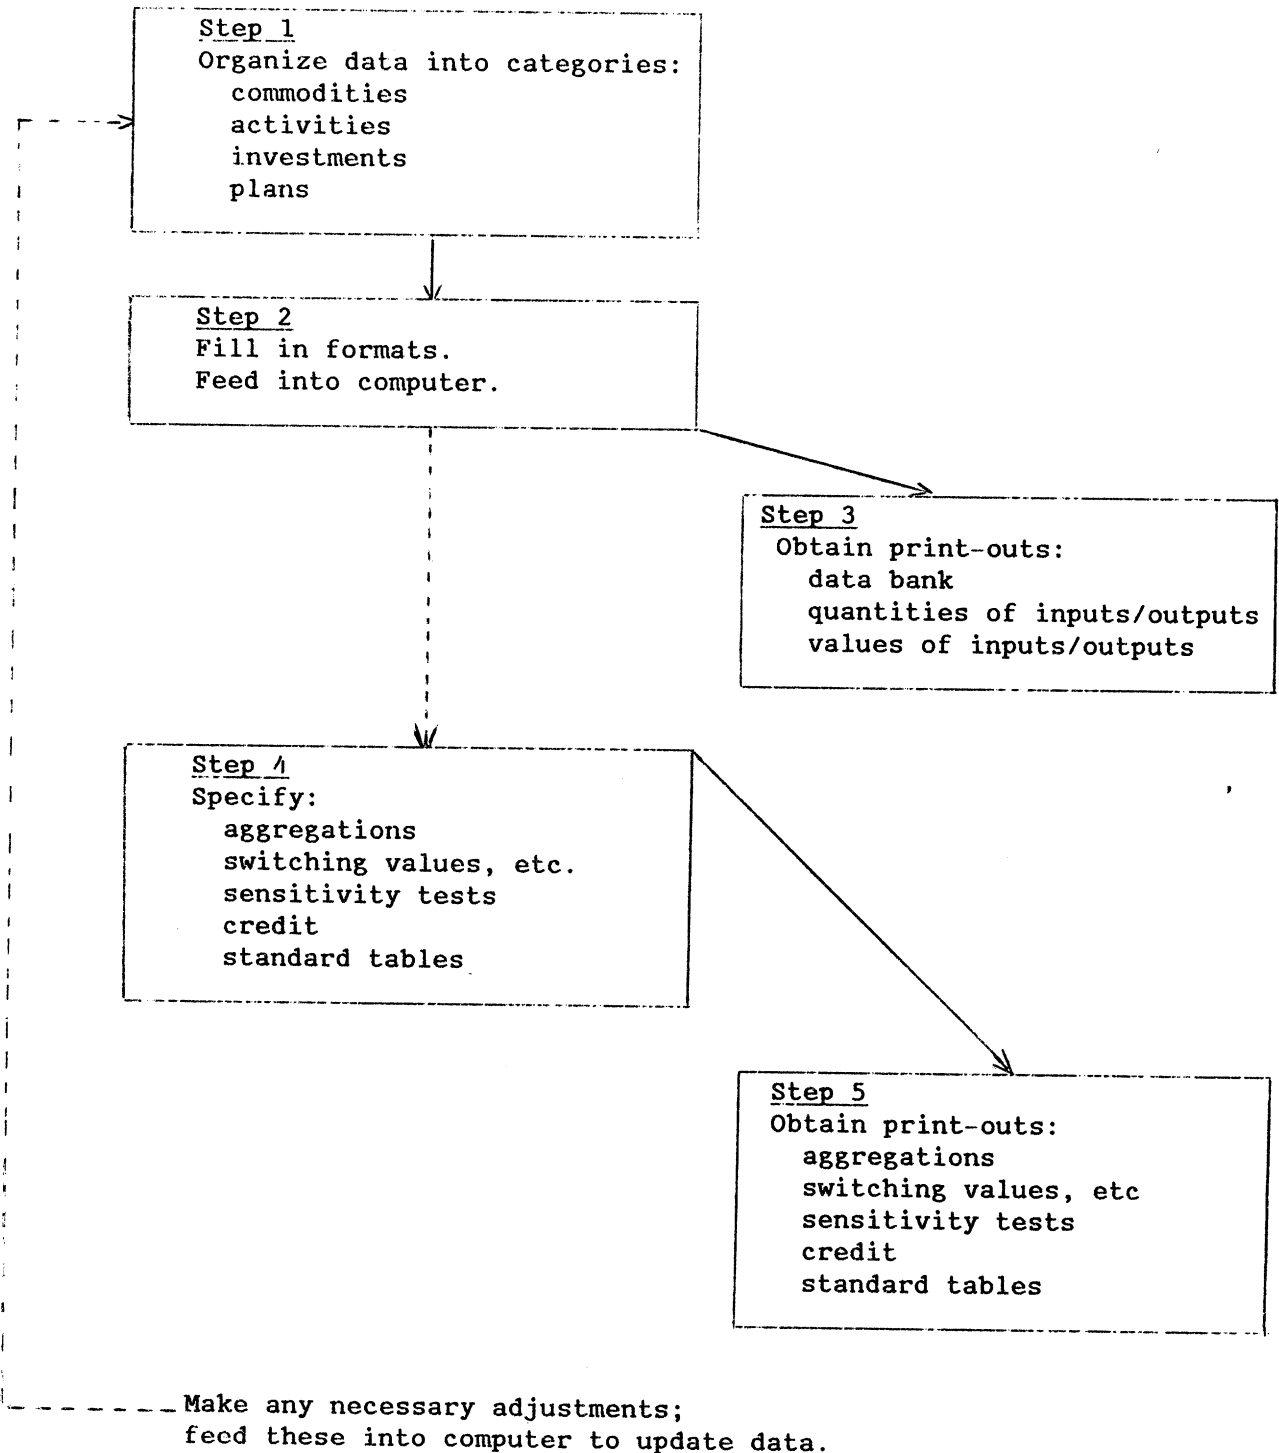 Step 1
Organize data into categories:
commodities
activities
investments
plans
Step 2
Fill in formats.
Feed into computer.
Step 3
Obtain print-outs:
data bank
quantities of inputs/outputs
values of inputs/outputs
Step 4
Specify:
aggregations
switching values, etc.
sensitivity tests
credit
standard tables
Step 5
Obtain print-outs:
aggregations
switching values, etc
sensitivity tests
credit
standard tables
Make any necessary adjustments;
feed these into computer to update data.